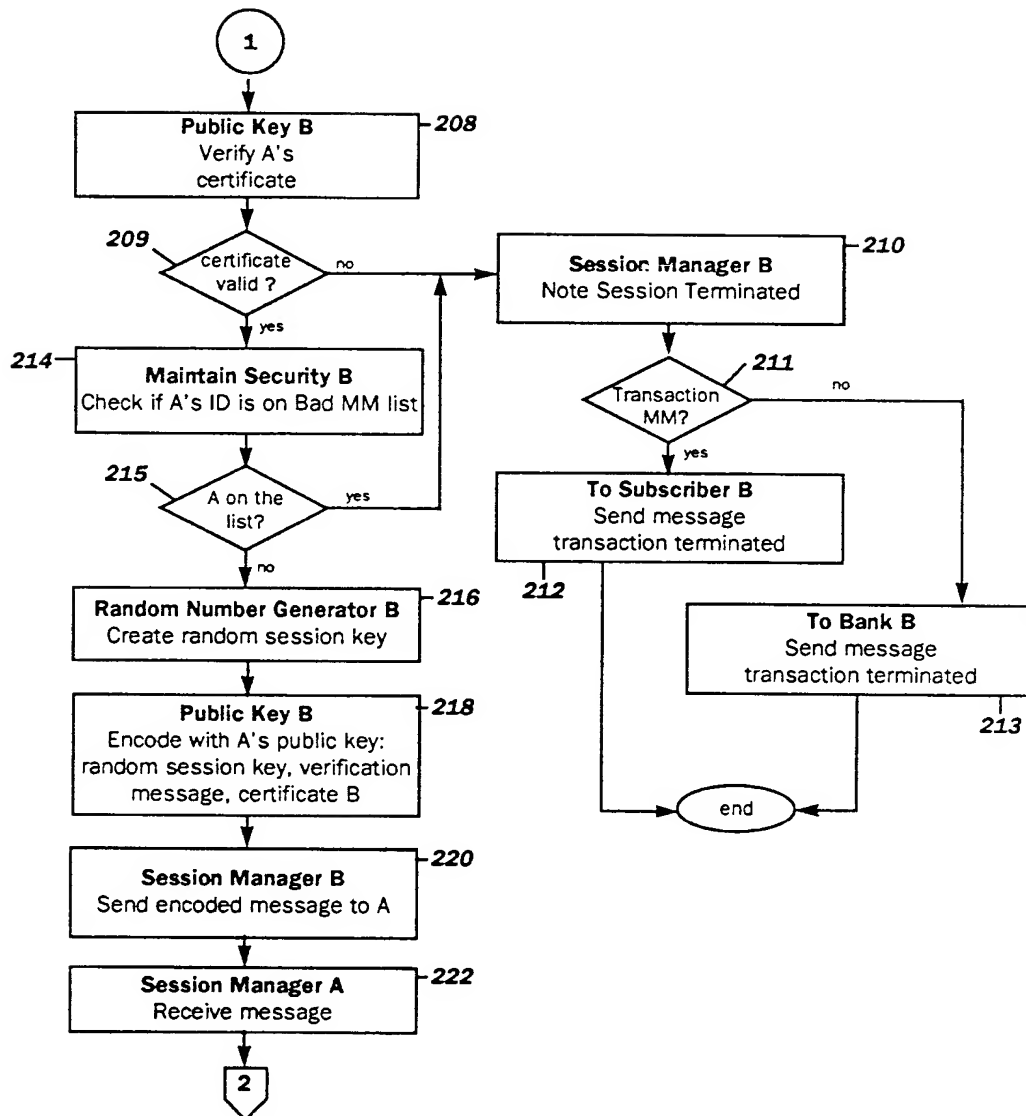 1
Public Key B
Verify A's
certificate
208
209
certificate
valid ?
no
yes
Session Manager B
Note Session Terminated
210
214
Maintain Security B
Check if A's ID is on Bad MM list
211
Transaction
MM?
no
yes
215
A on the
list?
yes
no
To Subscriber B
Send message
transaction terminated
212
Random Number Generator B
Create random session key
216
To Bank B
Send message
transaction terminated
213
Public Key B
Encode with A's public key:
random session key, verification
message, certificate B
218
end
Session Manager B
Send encoded message to A
220
Session Manager A
Receive message
222
2